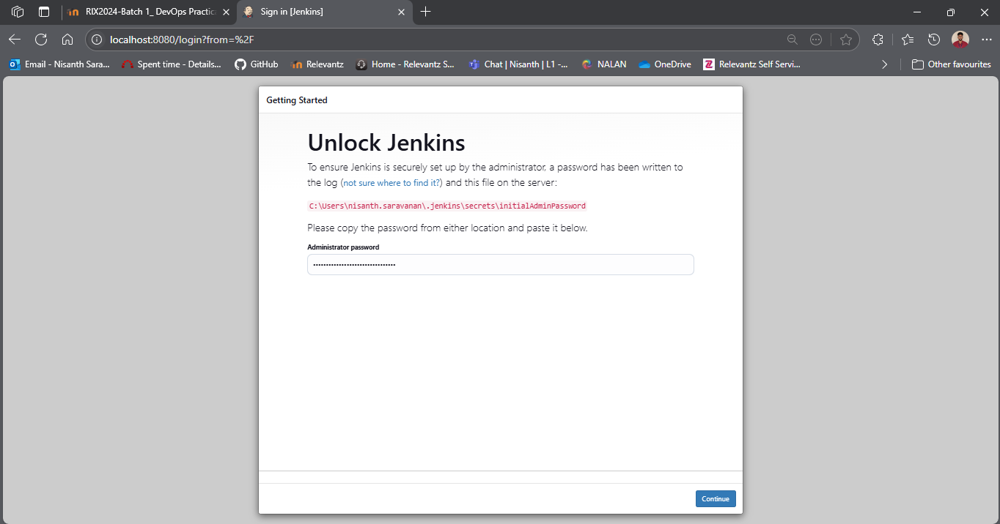 RIX2024-Batch 1_ DevOps Practic
Sign in [Jenkins]
localhost:8080/login?from=%2F
Email - Nisanth Sara...
Spent time - Details...
GitHub
Relevantz
Home - Relevantz S...
Chat | Nisanth | L1 -...
NALAN
OneDrive
Relevantz Self Servi...
Other favourites
Getting Started
Unlock Jenkins
To ensure Jenkins is securely set up by the administrator, a password has been written to
the log (not sure where to find it?) and this file on the server:
C:\Users\nisanth.saravanan\.jenkins\secrets\initialAdminPassword
Please copy the password from either location and paste it below.
Administrator password
Continue